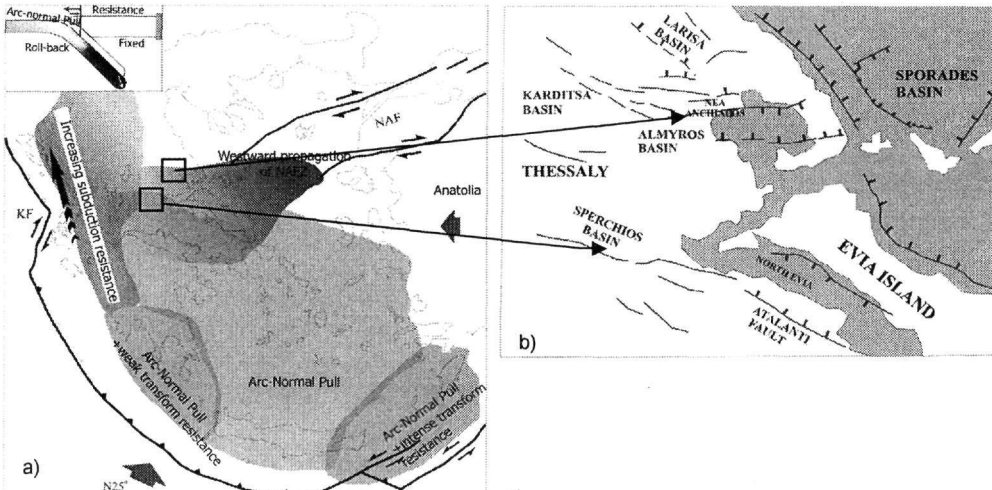 Arc-normal Pull
Resistance
Fixed
Roll-back
Increasing subduction resistance
KF
NAF
Westward propagation
of NAFZ
Anatolia
Arc-Normal Pull
+weak transform resistance
Arc-Normal Pull
Arc-Normal Pull
+intense transform
resistance
a)
N25°
LARISA
BASIN
SPORADES
BASIN
KARDITSA
BASIN
NEA
ANCHIALOS
ALMYROS
BASIN
THESSALY
SPERCHIOS
BASIN
EVIA ISLAND
NORTH EVIA
ATALANTI
FAULT
b)